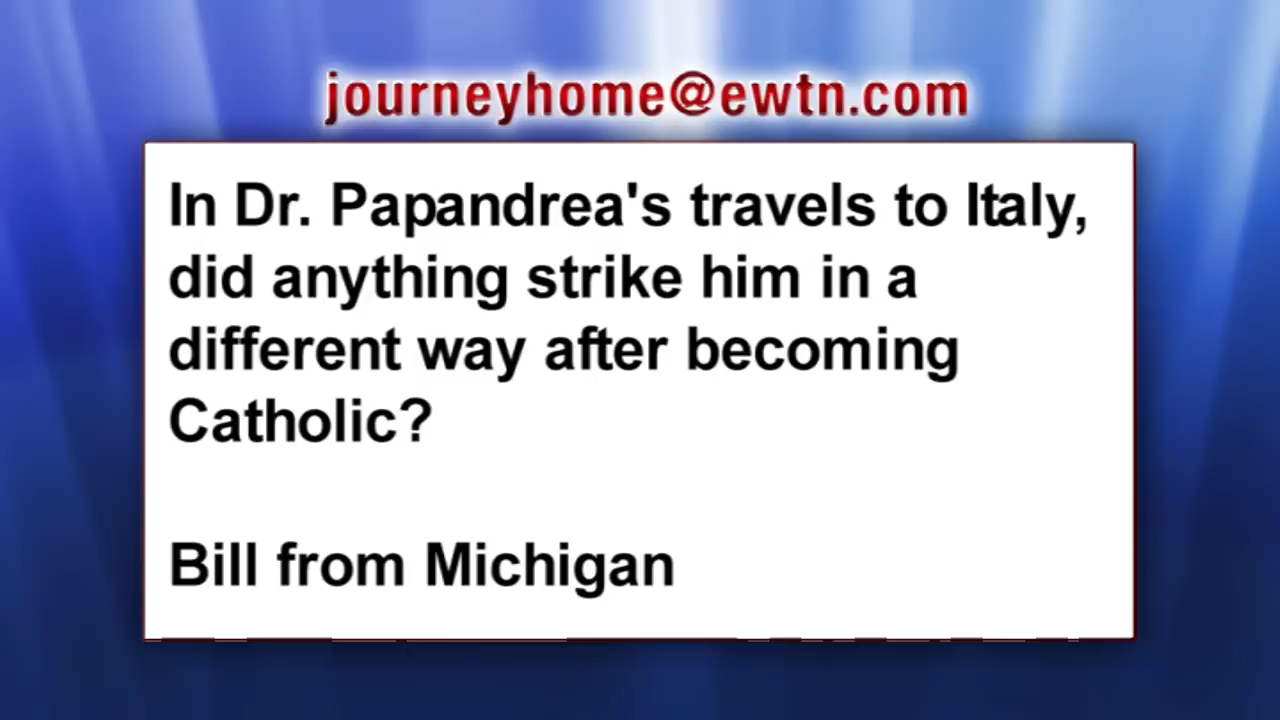 journeyhome@ewtn.com
In Dr. Papandrea's travels to Italy,
did anything strike him in a
different way after becoming
Catholic?
Bill from Michigan